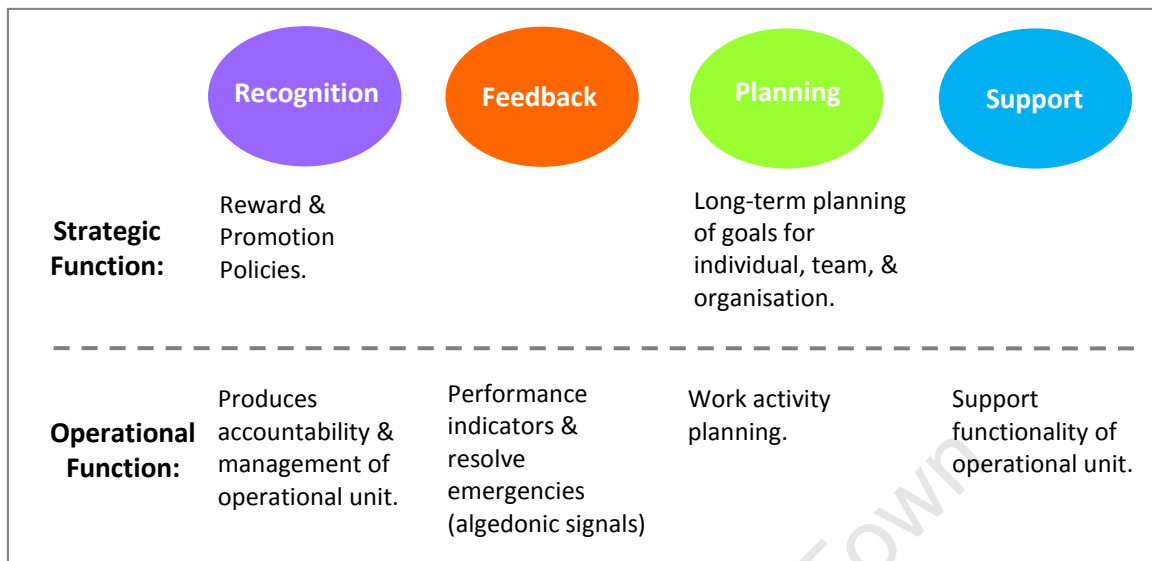 Recognition
Feedback
Planning
Support
Strategic
Function:
Reward &
Promotion
Policies.
Long-term planning
of goals for
individual, team, &
organisation.
Operational
Function:
Produces
accountability &
management of
operational unit.
Performance
indicators &
resolve
emergencies
(algedonic signals)
Work activity
planning.
Support
functionality of
operational unit.
Town